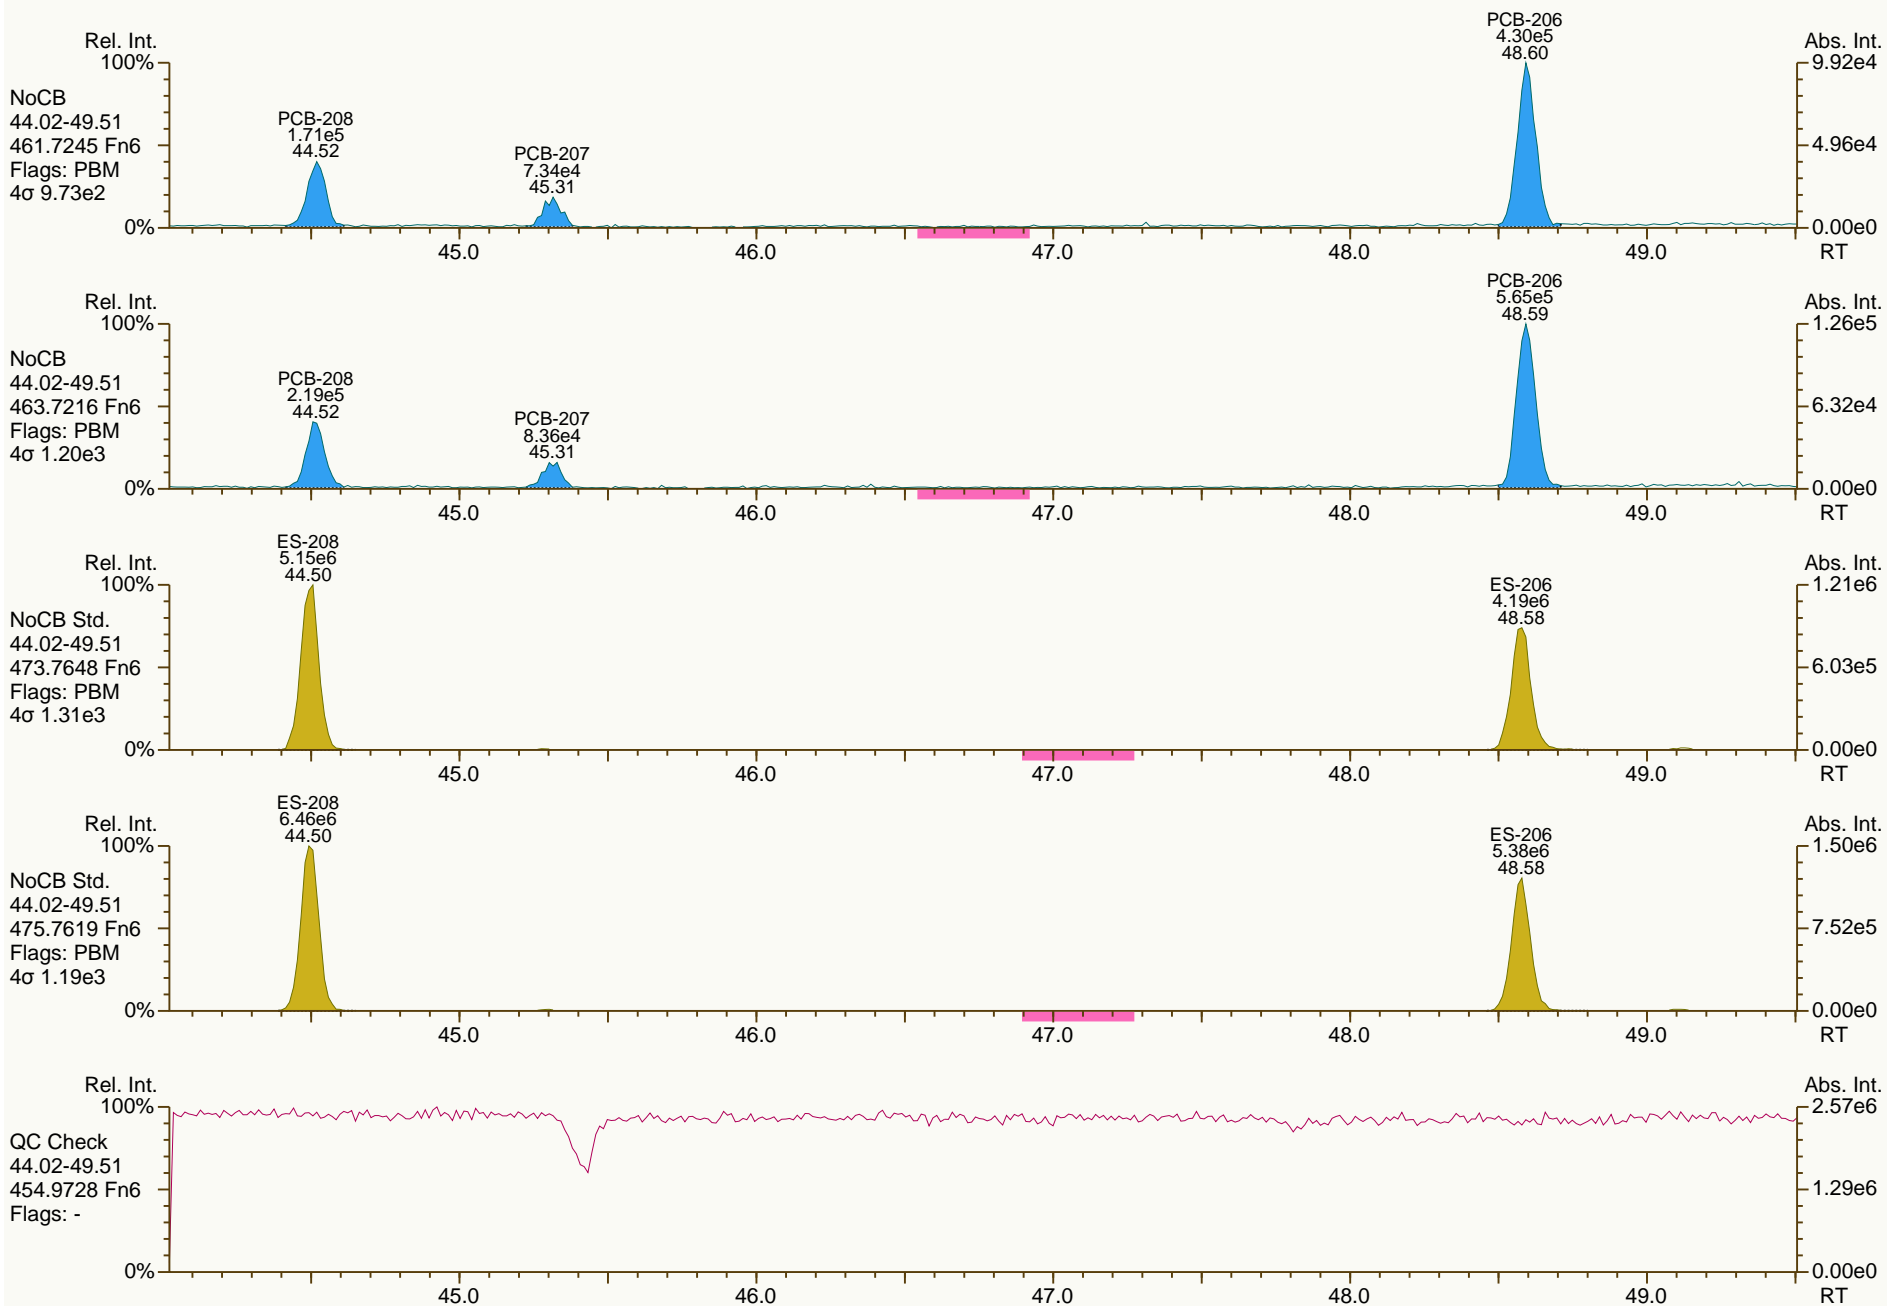 PCB-206
4.30e5
48.60
Rel. Int.
Abs. Int.
100%
9.92e4
NoCB
44.02-49.51
461.7245 Fn6
Flags: PBM
4σ 9.73e2
PCB-208
1.71e5
44.52
PCB-207
7.34e4
45.31
4.96e4
0%
0.00e0
45.0
46.0
47.0
48.0
49.0
RT
PCB-206
5.65e5
48.59
Rel. Int.
Abs. Int.
100%
1.26e5
NoCB
44.02-49.51
463.7216 Fn6
Flags: PBM
4σ 1.20e3
PCB-208
2.19e5
44.52
PCB-207
8.36e4
45.31
6.32e4
0%
0.00e0
45.0
46.0
47.0
48.0
49.0
RT
ES-208
5.15e6
44.50
Rel. Int.
Abs. Int.
100%
1.21e6
NoCB Std.
44.02-49.51
473.7648 Fn6
Flags: PBM
4σ 1.31e3
ES-206
4.19e6
48.58
6.03e5
0%
0.00e0
45.0
46.0
47.0
48.0
49.0
RT
ES-208
6.46e6
44.50
Rel. Int.
Abs. Int.
100%
1.50e6
NoCB Std.
44.02-49.51
475.7619 Fn6
Flags: PBM
4σ 1.19e3
ES-206
5.38e6
48.58
7.52e5
0%
0.00e0
45.0
46.0
47.0
48.0
49.0
RT
Rel. Int.
Abs. Int.
100%
2.57e6
QC Check
44.02-49.51
454.9728 Fn6
Flags: -
1.29e6
0%
0.00e0
45.0
46.0
47.0
48.0
49.0
RT